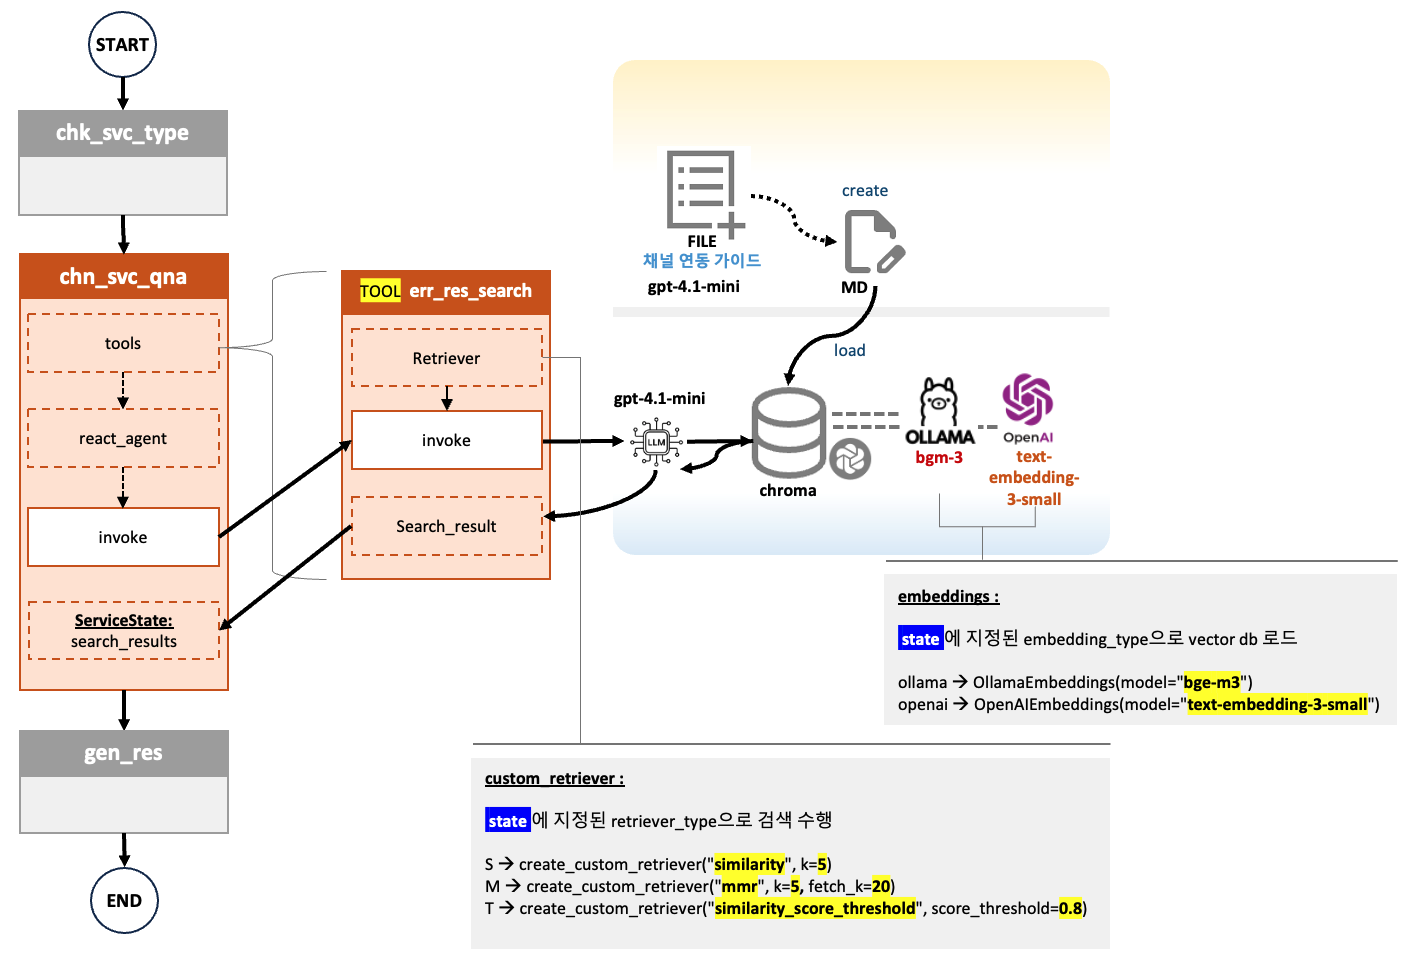 START
chk_svc_type
chn_svc_qna
tools
react_agent
invoke
ServiceState:
search_results
gen_res
END
TOOL err_res_search
Retriever
invoke
Search_result
FILE
채널 연동 가이드
gpt-4.1-mini
create
MD
load
gpt-4.1-mini
LLM
chroma
OLLAMA
bgm-3
OpenAI
text-
embedding-
3-small
embeddings :
state에 지정된 embedding_type으로 vector db 로드
ollama → OllamaEmbeddings(model="bge-m3")
openai → OpenAIEmbeddings(model="text-embedding-3-small")
custom_retriever :
state에 지정된 retriever_type으로 검색 수행
S → create_custom_retriever("similarity", k=5)
M → create_custom_retriever("mmr", k=5, fetch_k=20)
T → create_custom_retriever("similarity_score_threshold", score_threshold=0.8)